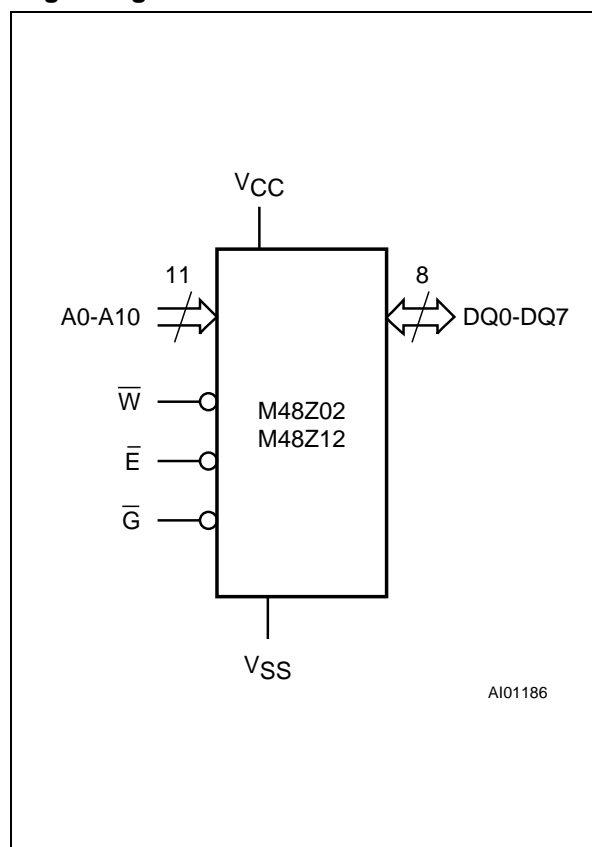 VCC
11
8
A0-A10
DQ0-DQ7
W̅
M48Z02
M48Z12
E̅
G̅
VSS
AI01186